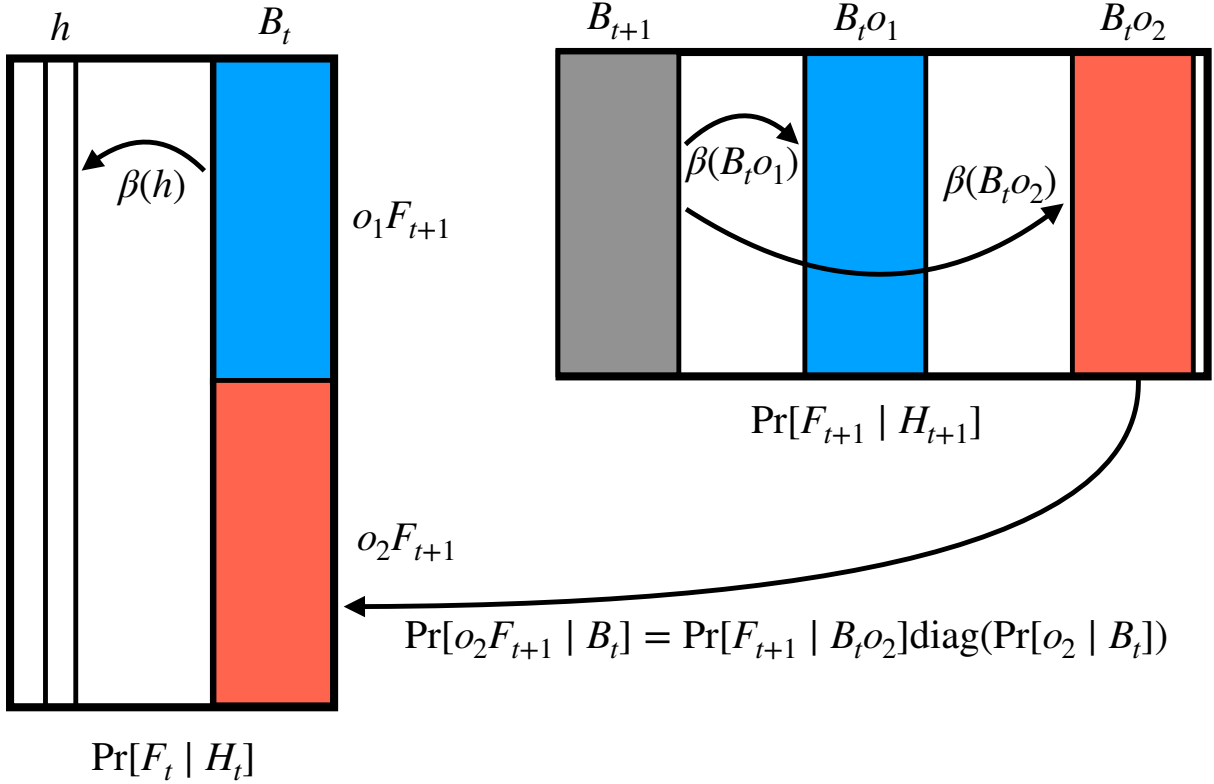 h
B_t
B_{t+1}
B_t o_1
B_t o_2
β(h)
β(B_t o_1)
β(B_t o_2)
o_1 F_{t+1}
Pr[F_{t+1} | H_{t+1}]
o_2 F_{t+1}
Pr[o_2 F_{t+1} | B_t] = Pr[F_{t+1} | B_t o_2]diag(Pr[o_2 | B_t])
Pr[F_t | H_t]